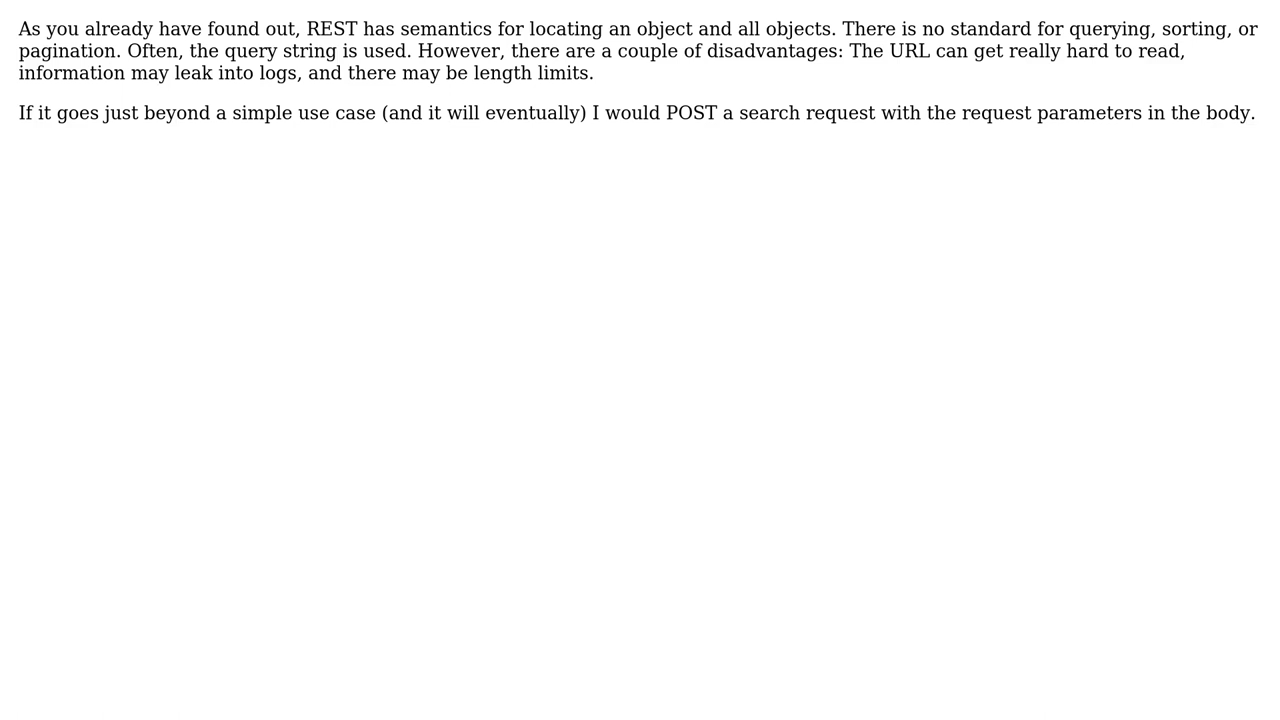 As you already have found out, REST has semantics for locating an object and all objects. There is no standard for querying, sorting, or
pagination. Often, the query string is used. However, there are a couple of disadvantages: The URL can get really hard to read,
information may leak into logs, and there may be length limits.
If it goes just beyond a simple use case (and it will eventually) I would POST a search request with the request parameters in the body.